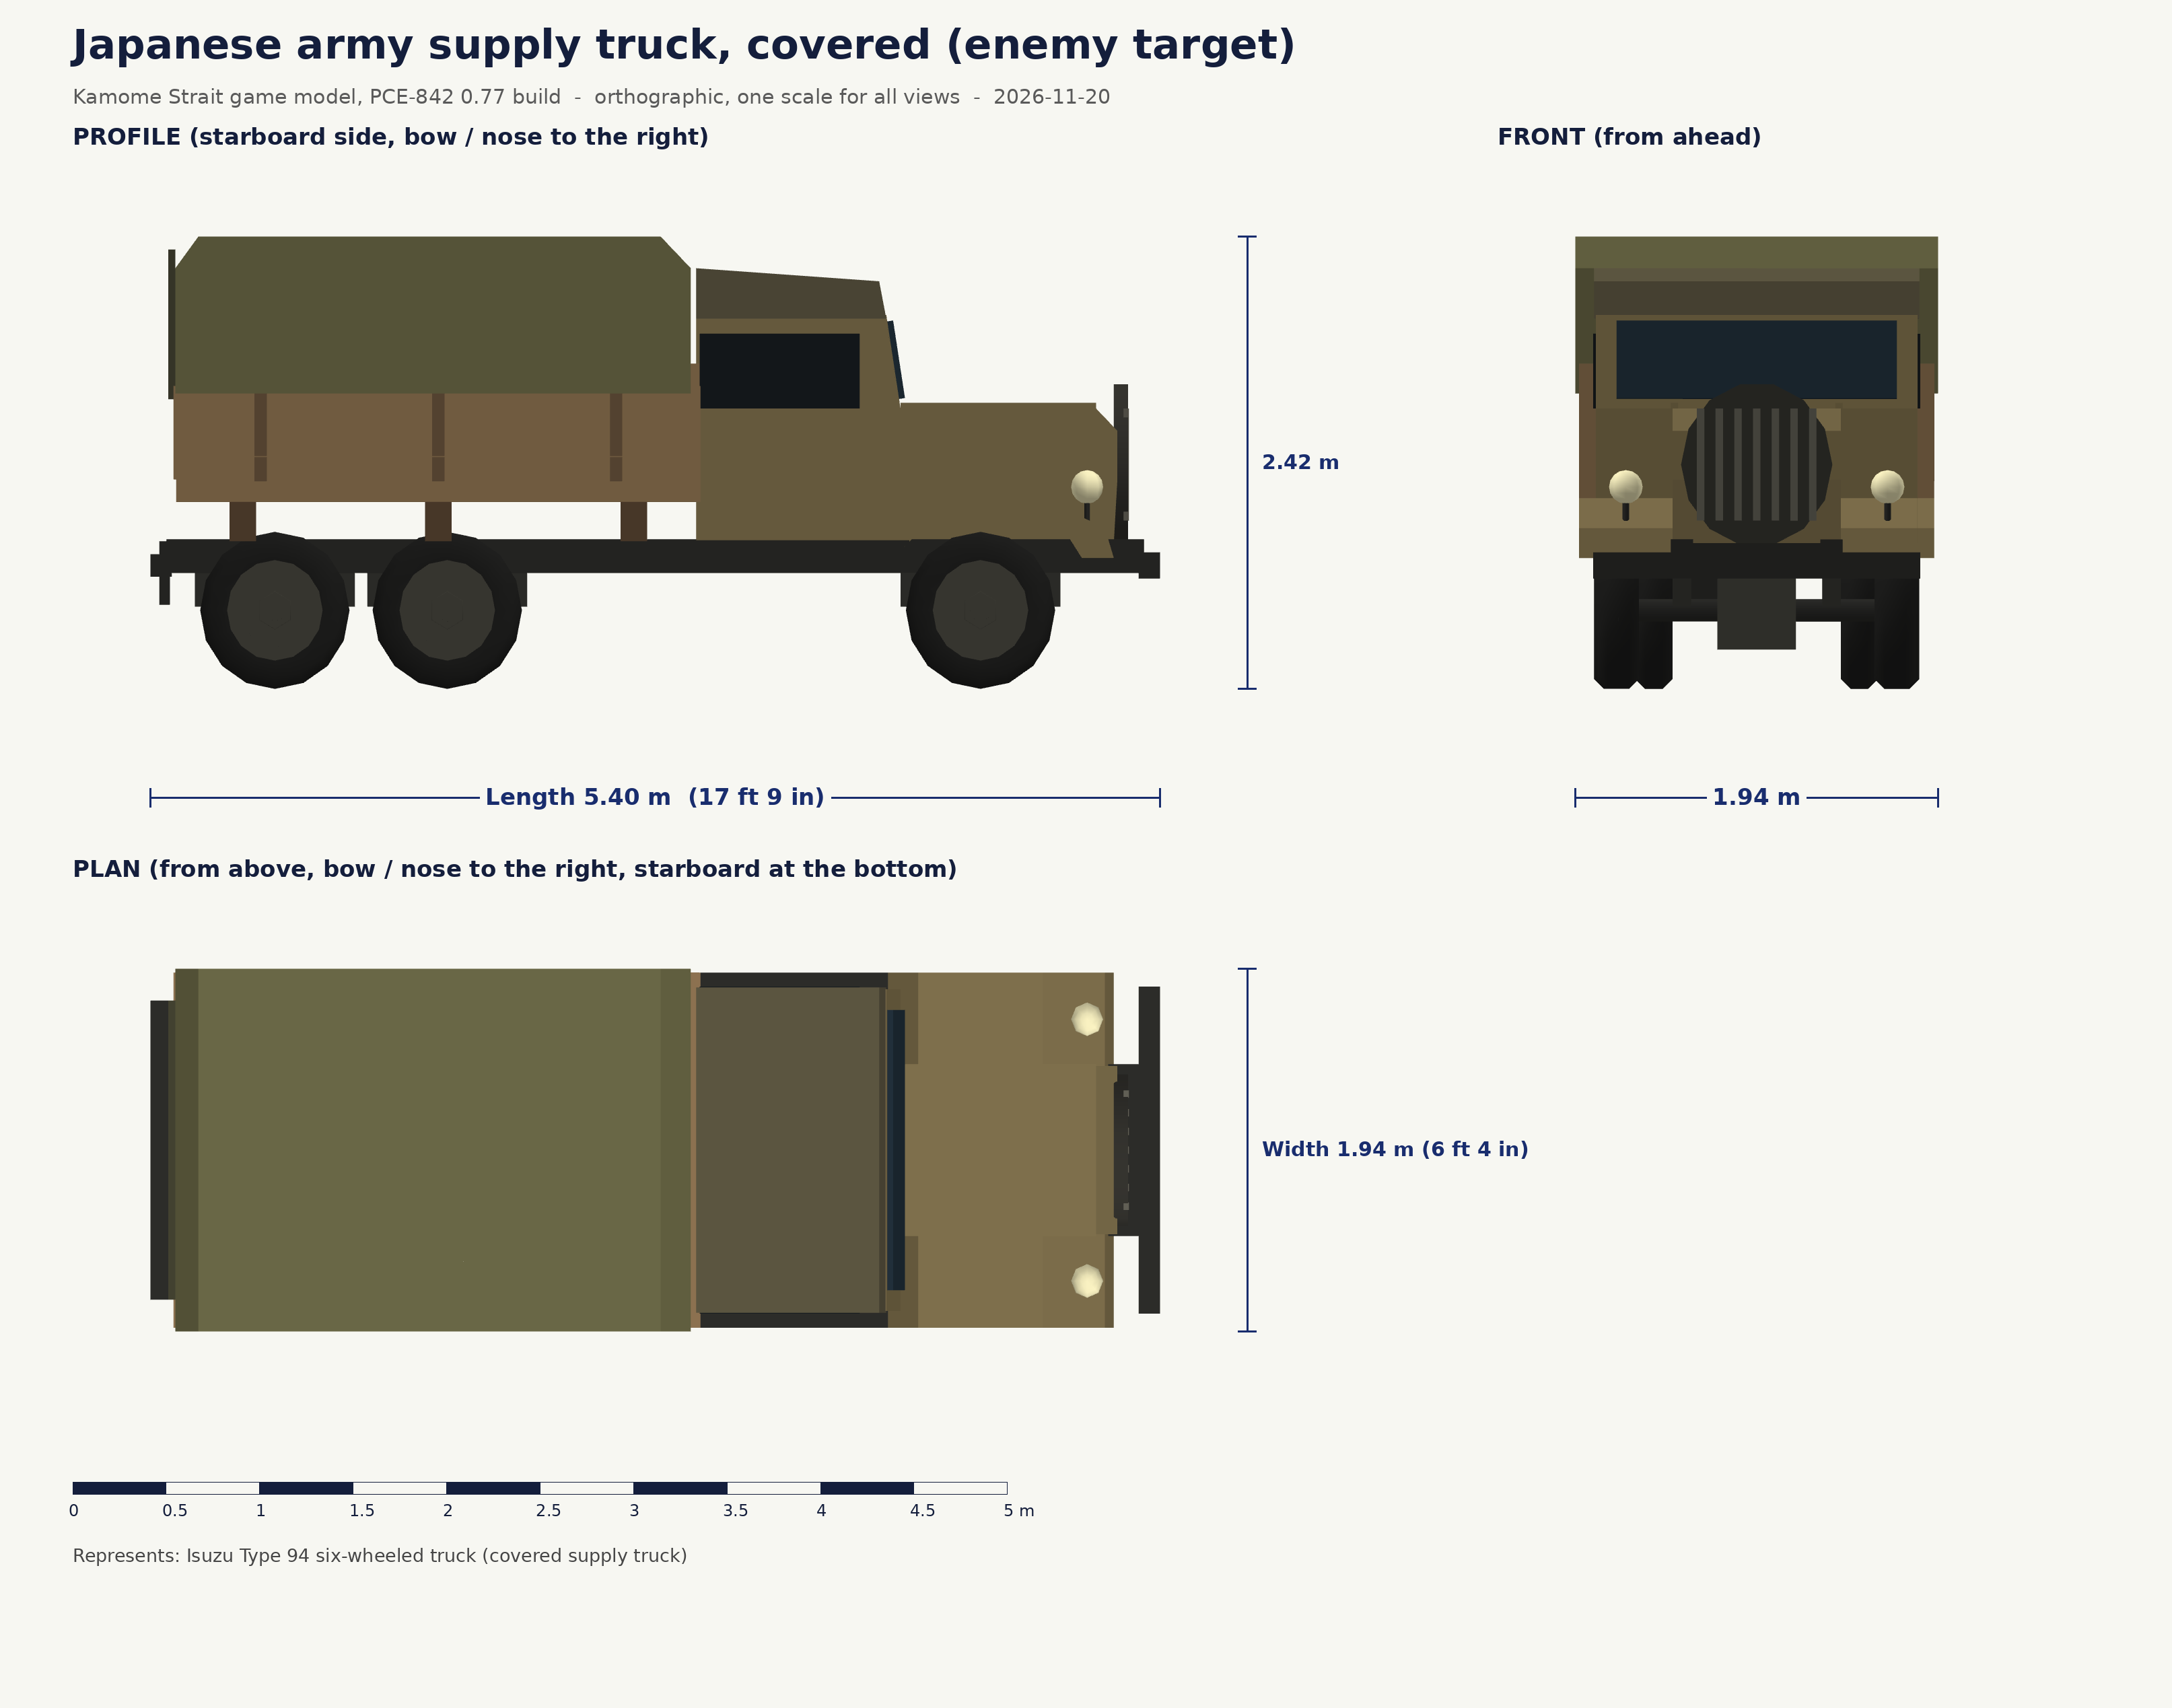 Japanese army supply truck, covered (enemy target)
Kamome Strait game model, PCE-842 0.77 build  -  orthographic, one scale for all views  -  2026-11-20
PROFILE (starboard side, bow / nose to the right)
FRONT (from ahead)
2.42 m
Length 5.40 m  (17 ft 9 in)
1.94 m
PLAN (from above, bow / nose to the right, starboard at the bottom)
Width 1.94 m (6 ft 4 in)
0 0.5 1 1.5 2 2.5 3 3.5 4 4.5 5 m
Represents: Isuzu Type 94 six-wheeled truck (covered supply truck)